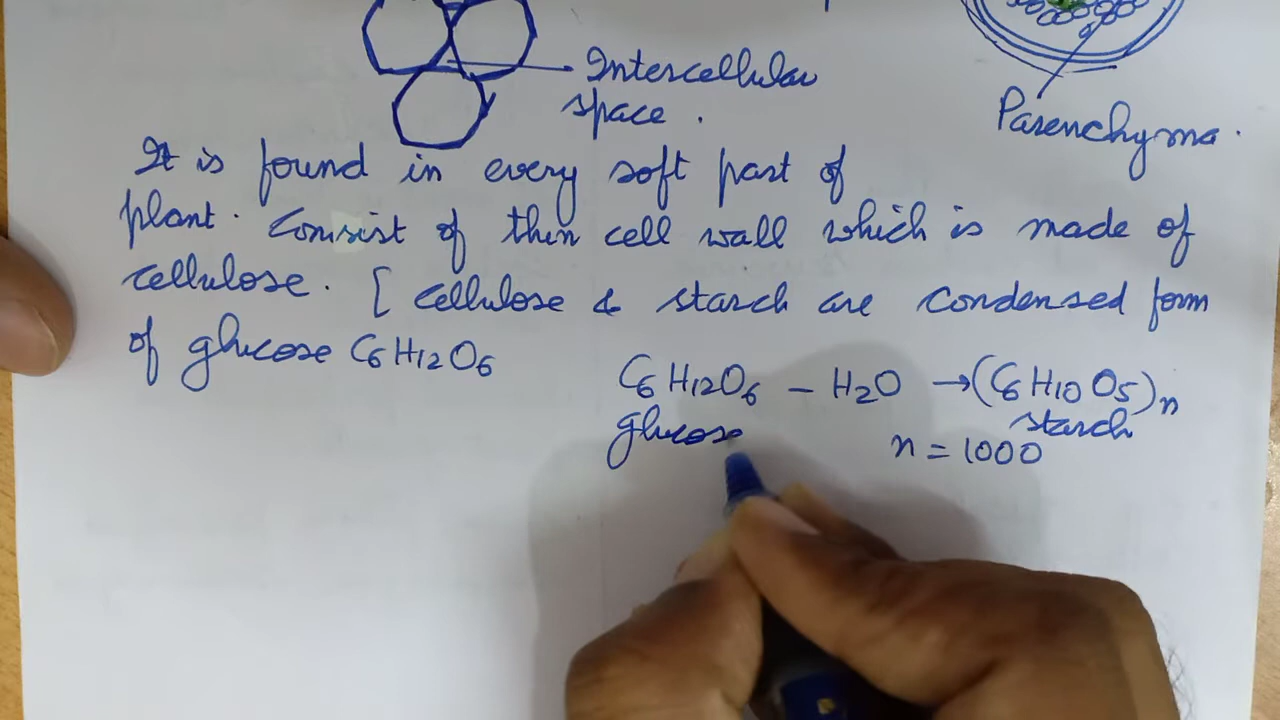 Intercellular
space.
Parenchyma.
It is found in every soft part of
plant. Consist of thin cell wall which is made of
cellulose. [ cellulose & starch are condensed form
of glucose C6H12O6
C6H12O6 – H2O → (C6H10O5)n
glucose
starch
n = 1000